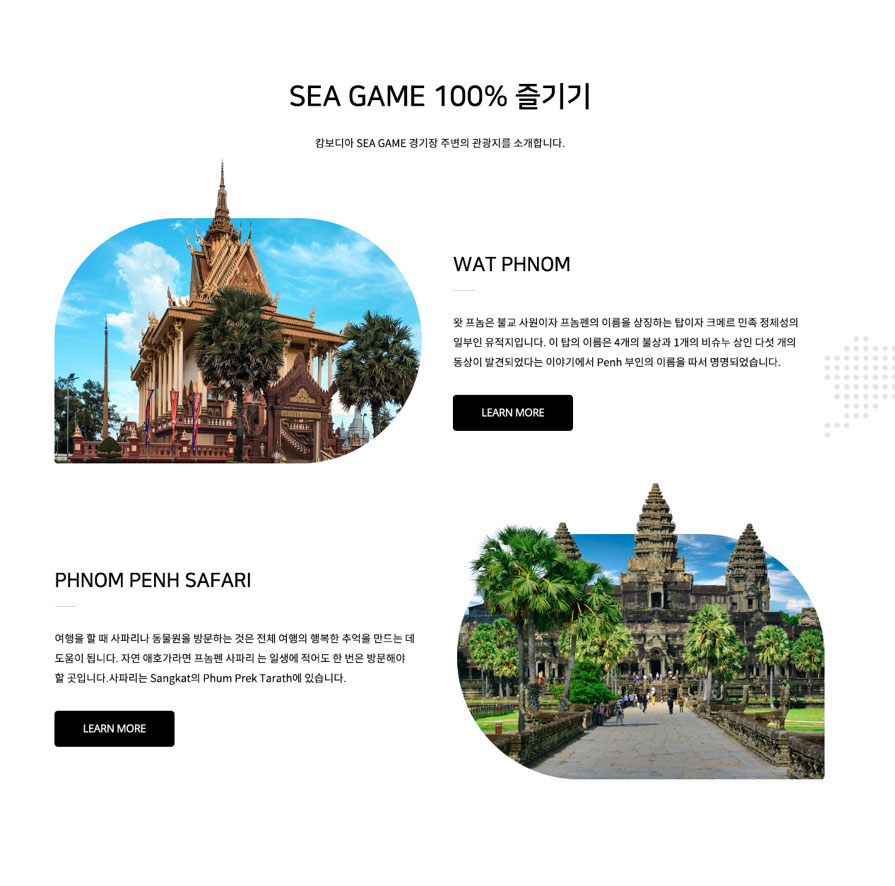 SEA GAME 100% 즐기기
캄보디아 SEA GAME 경기장 주변의 관광지를 소개합니다.
WAT PHNOM
왓 프놈은 불교 사원이자 프놈펜의 이름을 상징하는 탑이자 크메르 민족 정체성의
일부인 유적지입니다. 이 탑의 이름은 4개의 불상과 1개의 비슈누 상인 다섯 개의
동상이 발견되었다는 이야기에서 Penh 부인의 이름을 따서 명명되었습니다.
LEARN MORE
PHNOM PENH SAFARI
여행을 할 때 사파리나 동물원을 방문하는 것은 전체 여행의 행복한 추억을 만드는 데
도움이 됩니다. 자연 애호가라면 프놈펜 사파리 는 일생에 적어도 한 번은 방문해야
할 곳입니다.사파리는 Sangkat의 Phum Prek Tarath에 있습니다.
LEARN MORE